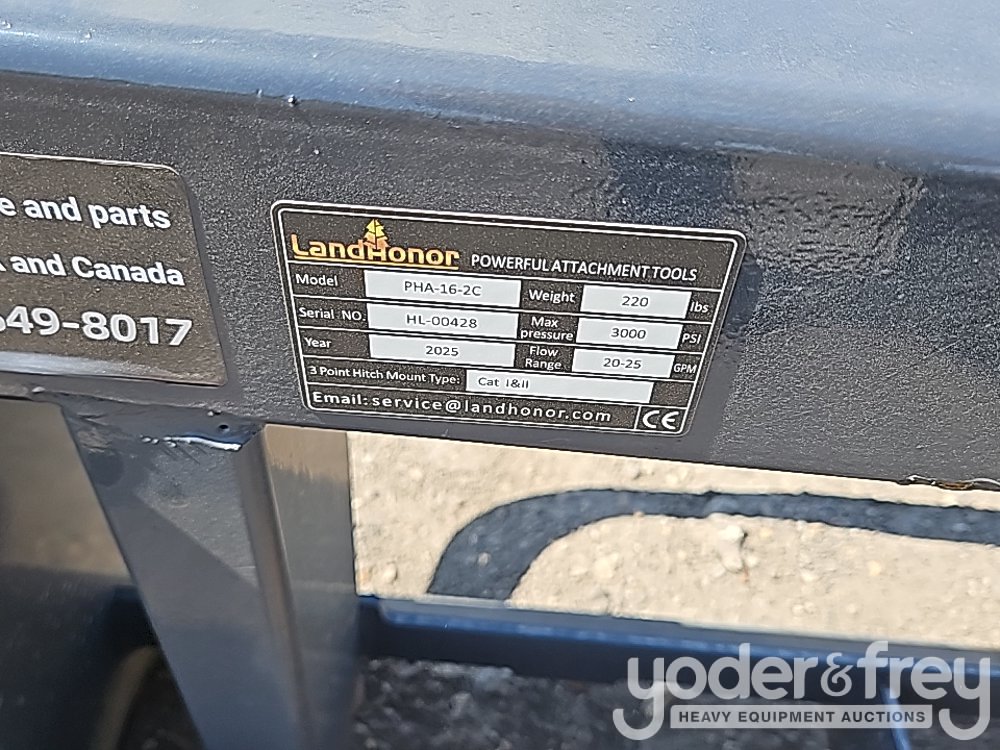 e and parts
and Canada
649-8017
LandHonor POWERFUL ATTACHMENT TOOLS
Model PHA-16-2C Weight 220 lbs
Serial NO. HL-00428 Max pressure 3000 PSI
Year 2025 Flow Range 20-25 GPM
3 Point Hitch Mount Type: Cat I&II
Email: service@landhonor.com CE
yoder&frey
HEAVY EQUIPMENT AUCTIONS